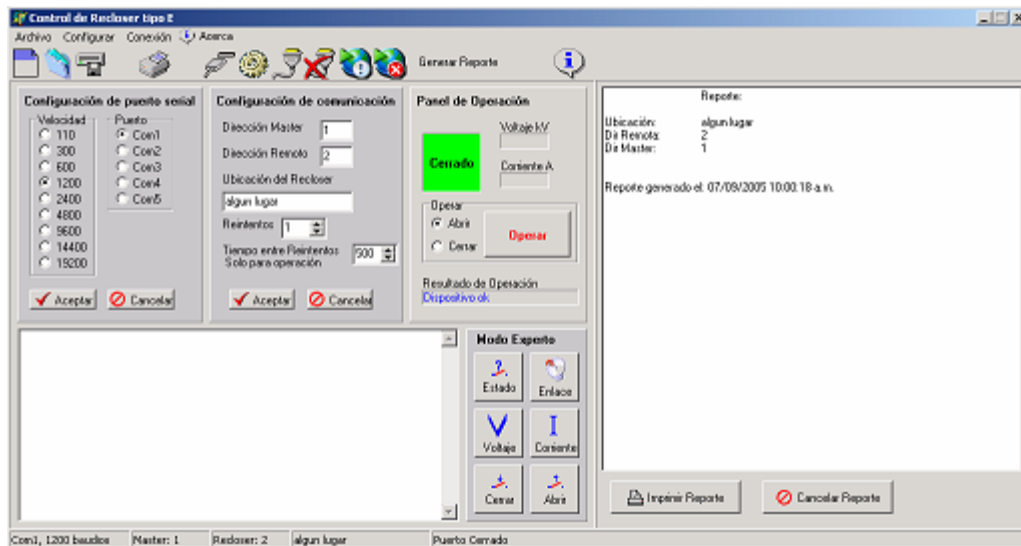 Control de Recloser tipo E
Archivo Configurar Conexión Acerca
Generar Reporte
Configuración de puerto serial
Velocidad
110
300
600
1200
2400
4800
9600
14400
19200
Puerto
Com1
Com2
Com3
Com4
Com5
Aceptar Cancelar
Configuración de comunicación
Dirección Master 1
Dirección Remoto 2
Ubicación del Recloser
algun lugar
Reintentos 1
Tiempo entre Reintentos 500
Solo para operación
Aceptar Cancelar
Panel de Operación
Cerrado
Voltaje kV
Corriente A
Operar
Abrir
Cerrar
Operar
Resultado de Operación
Dispositivo ok
Modo Experto
Estado Enlace
Voltaje Corriente
Cerrar Abrir
Reporte:
Ubicación: algun lugar
Dir Remota: 2
Dir Master: 1
Reporte generado el: 07/09/2005 10:00:18 a.m.
Imprimir Reporte Cancelar Reporte
Com1, 1200 baudios Master: 1 Recloser: 2 algun lugar Puerto Cerrado